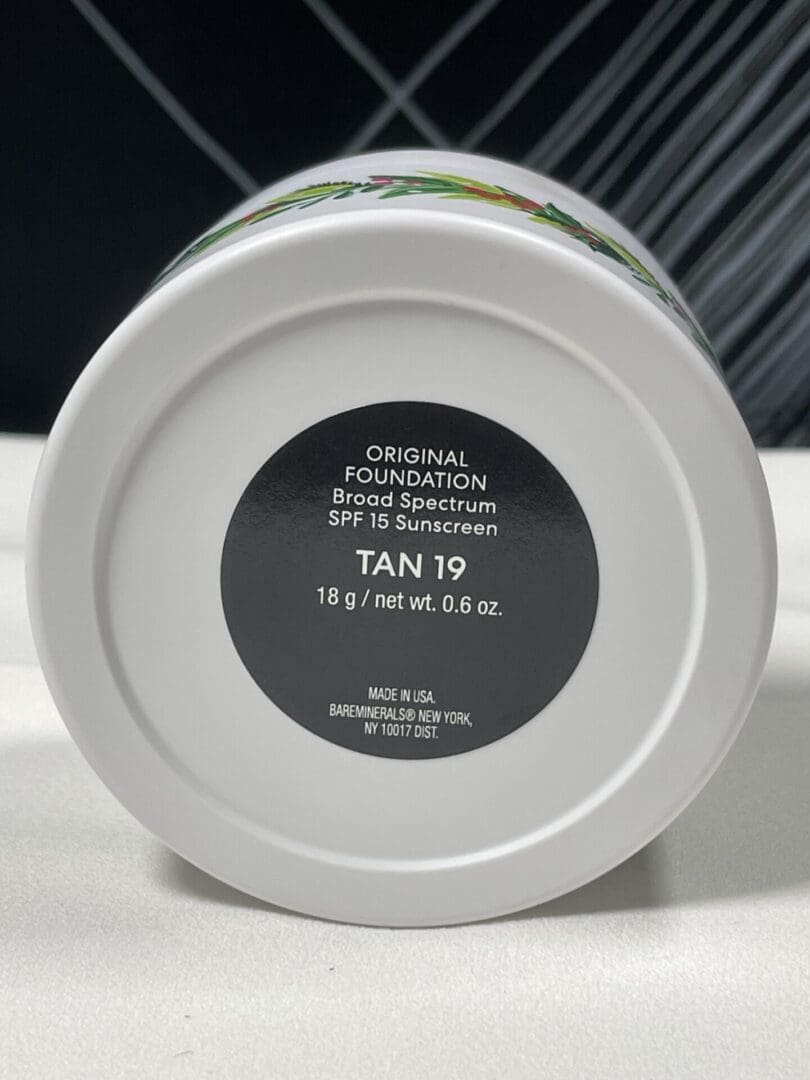 ORIGINAL
FOUNDATION
Broad Spectrum
SPF 15 Sunscreen
TAN 19
18 g / net wt. 0.6 oz.
MADE IN USA.
BAREMINERALS® NEW YORK,
NY 10017 DIST.